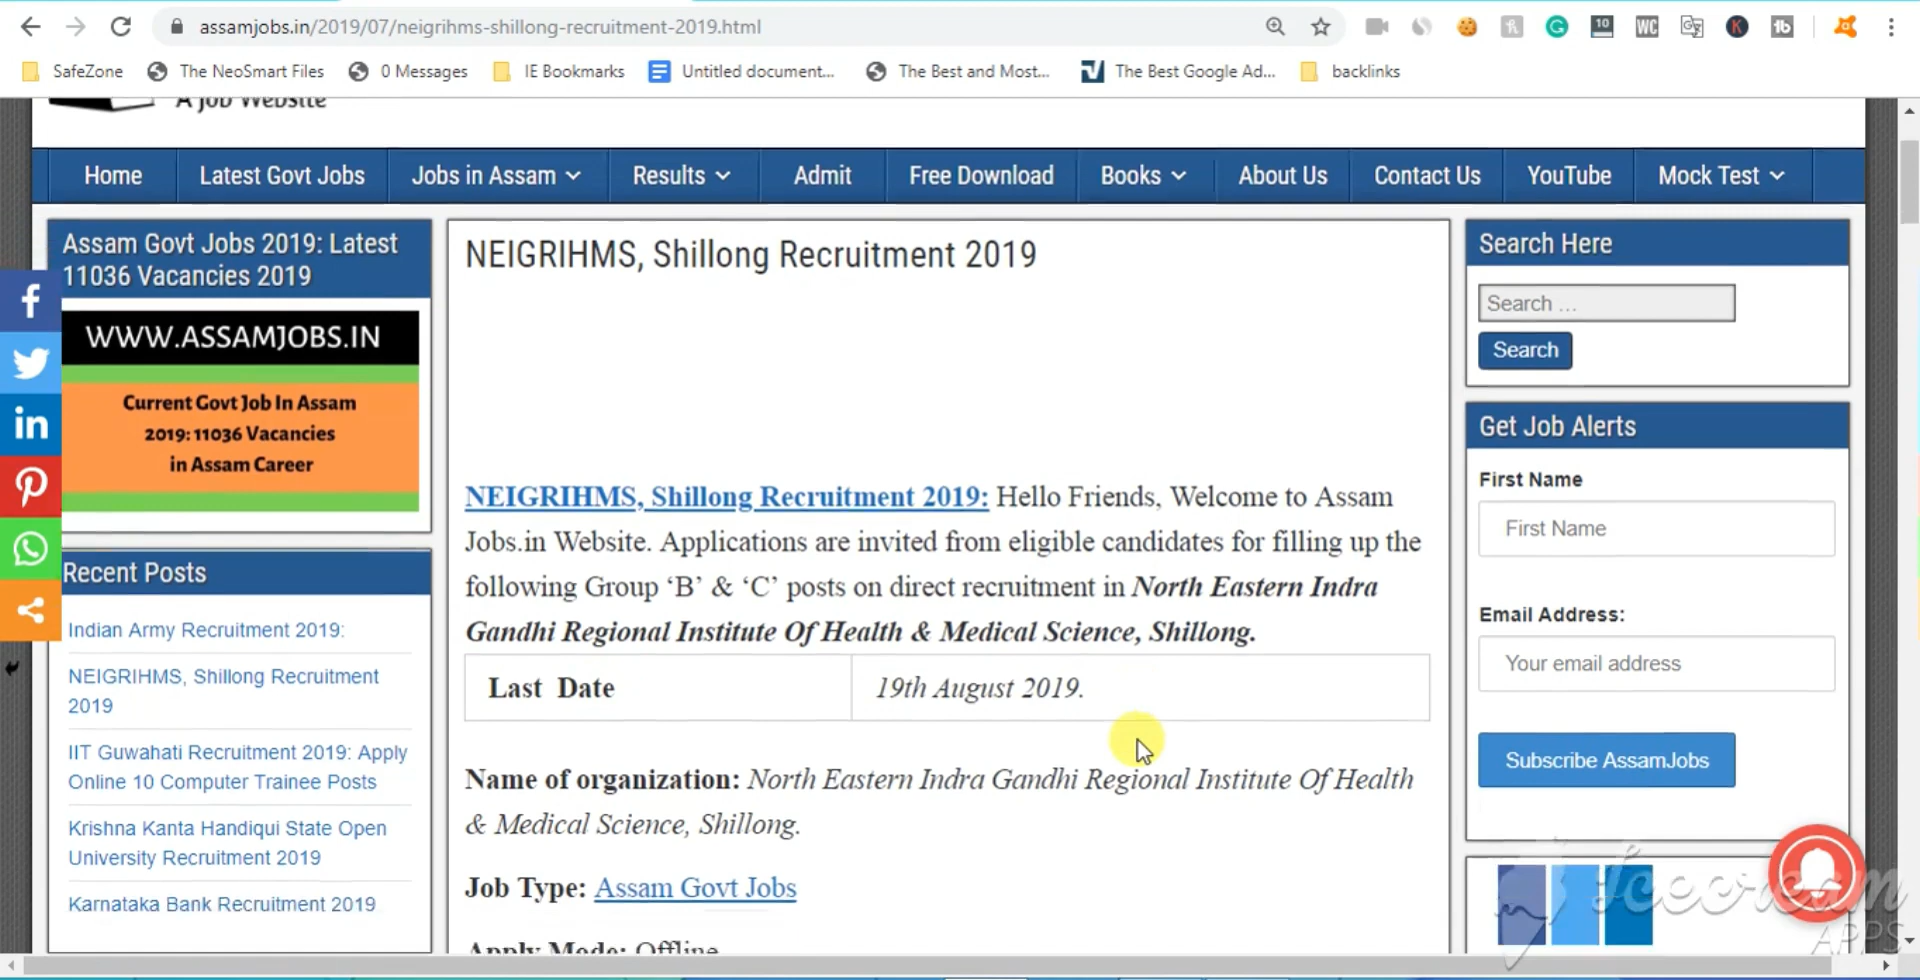 assamjobs.in/2019/07/neigrihms-shillong-recruitment-2019.html
10
WC
SafeZone
The NeoSmart Files
0 Messages
IE Bookmarks
Untitled document...
The Best and Most...
The Best Google Ad...
backlinks
A Job Website
Home
Latest Govt Jobs
Jobs in Assam
Results
Admit
Free Download
Books
About Us
Contact Us
YouTube
Mock Test
Assam Govt Jobs 2019: Latest
11036 Vacancies 2019
WWW.ASSAMJOBS.IN
Current Govt Job In Assam
2019: 11036 Vacancies
in Assam Career
Recent Posts
Indian Army Recruitment 2019:
NEIGRIHMS, Shillong Recruitment
2019
IIT Guwahati Recruitment 2019: Apply
Online 10 Computer Trainee Posts
Krishna Kanta Handiqui State Open
University Recruitment 2019
Karnataka Bank Recruitment 2019
NEIGRIHMS, Shillong Recruitment 2019
NEIGRIHMS, Shillong Recruitment 2019: Hello Friends, Welcome to Assam
Jobs.in Website. Applications are invited from eligible candidates for filling up the
following Group ‘B’ & ‘C’ posts on direct recruitment in North Eastern Indra
Gandhi Regional Institute Of Health & Medical Science, Shillong.
Last Date 19th August 2019.
Name of organization: North Eastern Indra Gandhi Regional Institute Of Health
& Medical Science, Shillong.
Job Type: Assam Govt Jobs
Apply Mode: Offline
Search Here
Search ...
Search
Get Job Alerts
First Name
First Name
Email Address:
Your email address
Subscribe AssamJobs
Icecream
APPS